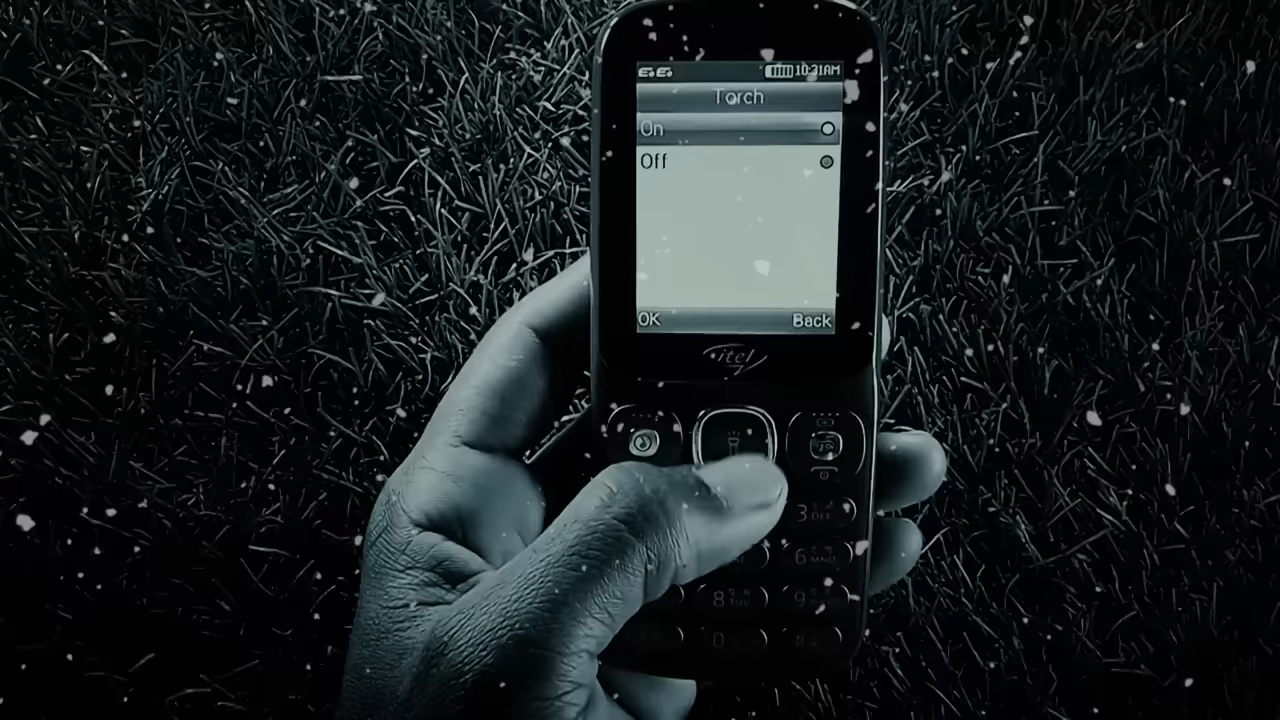 10:31AM
Torch
On
Off
OK Back
itel
3 DEF
6 MNO
8 TUV
9
0